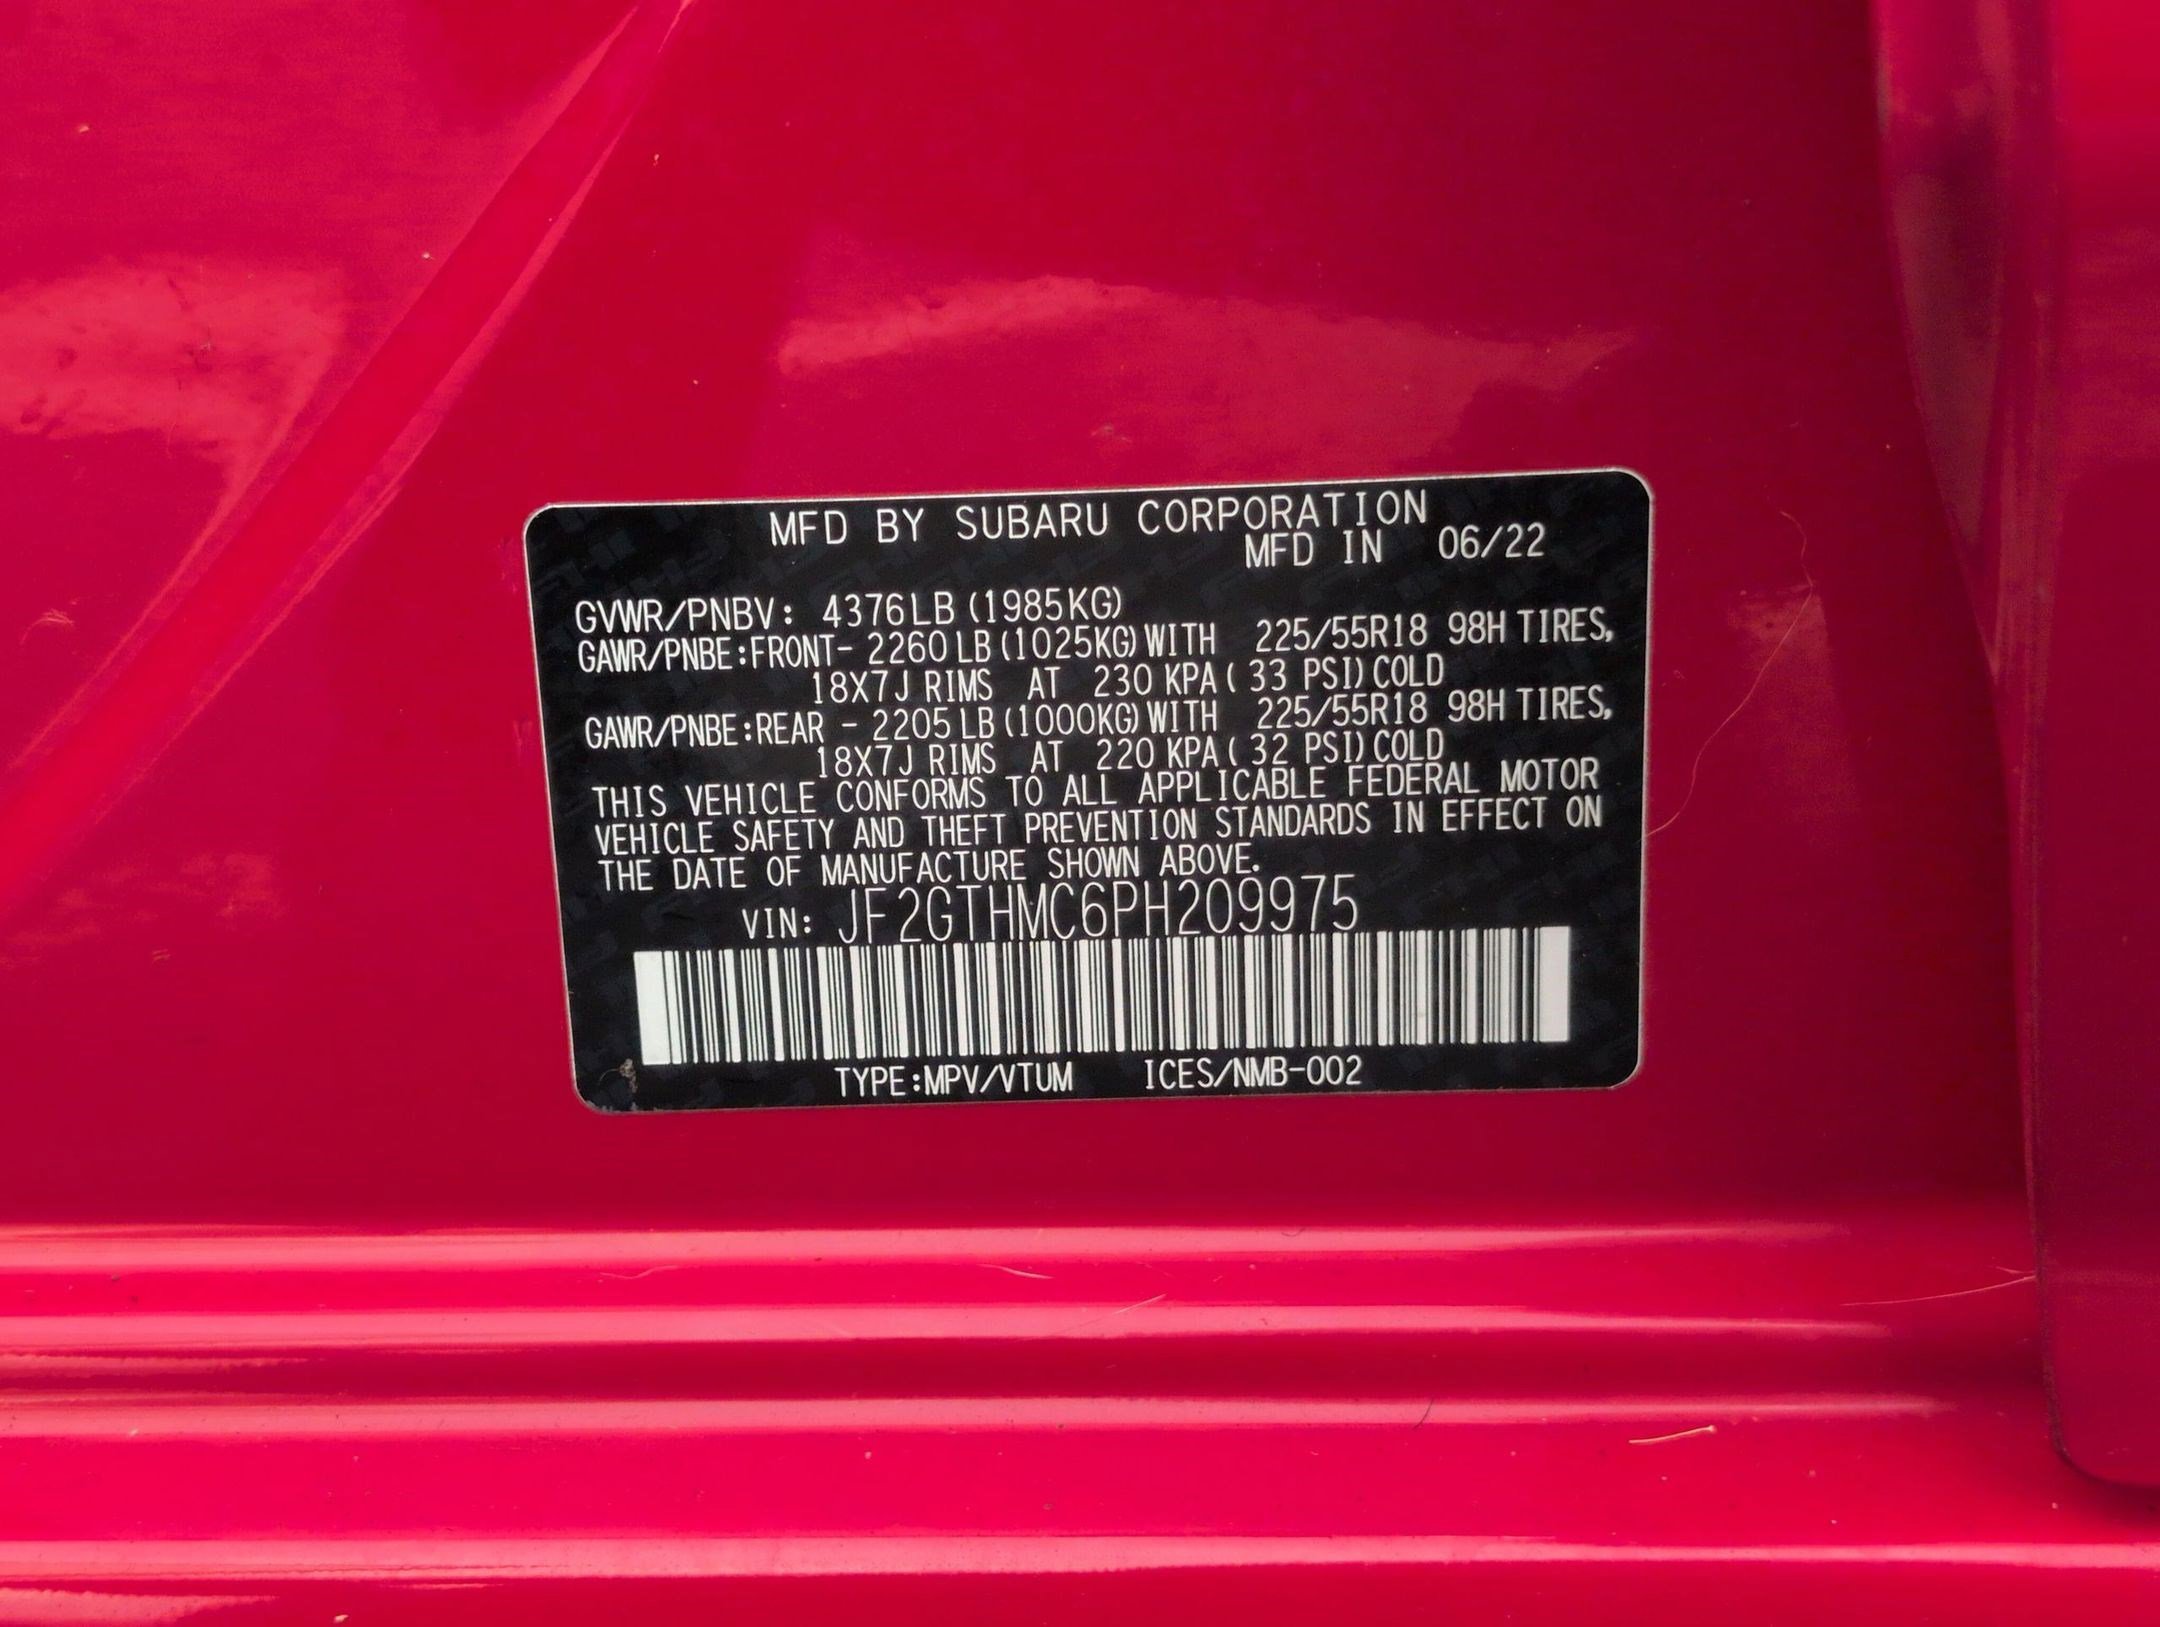 MFD BY SUBARU CORPORATION
MFD IN 06/22
GVWR/PNBV: 4376LB (1985KG)
GAWR/PNBE:FRONT- 2260 LB (1025KG) WITH 225/55R18 98H TIRES,
18X7J RIMS AT 230 KPA ( 33 PSI) COLD
GAWR/PNBE:REAR - 2205 LB (1000KG) WITH 225/55R18 98H TIRES,
18X7J RIMS AT 220 KPA ( 32 PSI) COLD
THIS VEHICLE CONFORMS TO ALL APPLICABLE FEDERAL MOTOR
VEHICLE SAFETY AND THEFT PREVENTION STANDARDS IN EFFECT ON
THE DATE OF MANUFACTURE SHOWN ABOVE.
VIN: JF2GTHMC6PH209975
TYPE:MPV/VTUM ICES/NMB-002